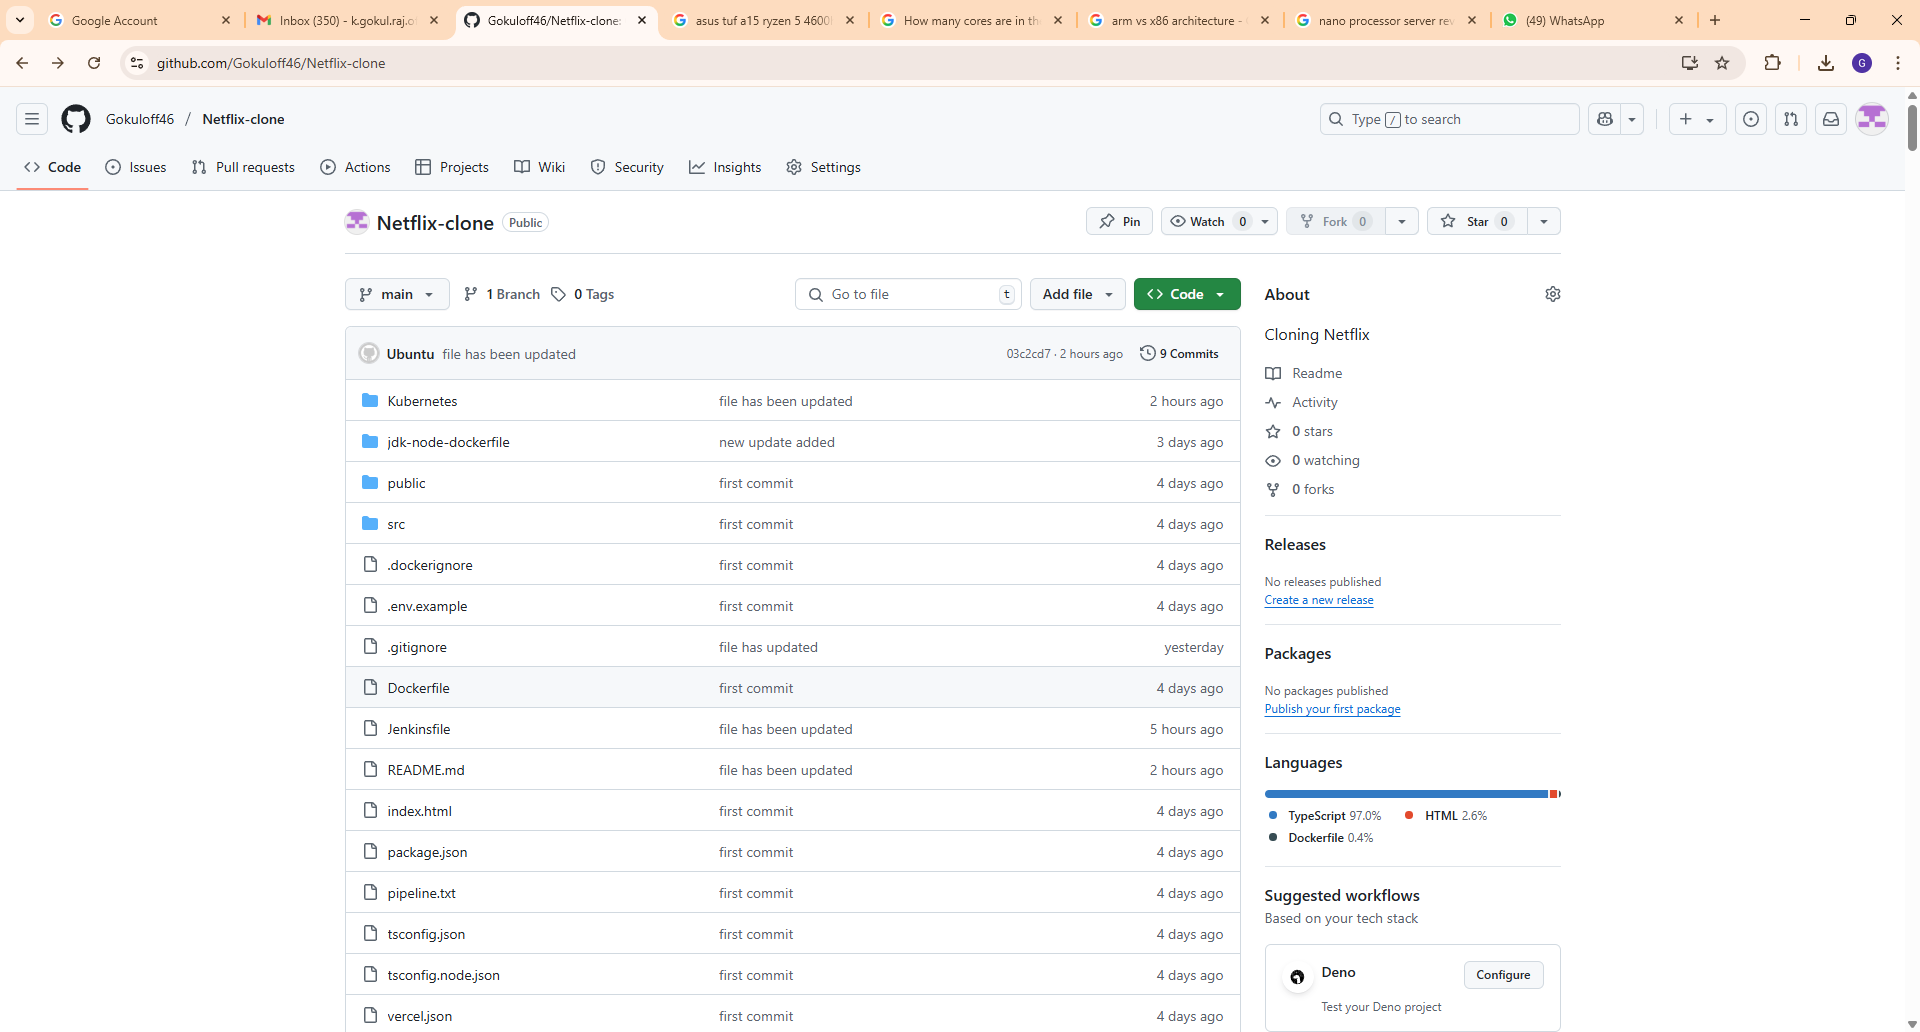 Google Account
Inbox (350) - k.gokul.raj.o
Gokuloff46/Netflix-clone:
asus tuf a15 ryzen 5 4600
How many cores are in th
arm vs x86 architecture -
nano processor server rev
(49) WhatsApp
github.com/Gokuloff46/Netflix-clone
G
Gokuloff46 / Netflix-clone
Type / to search
Code Issues Pull requests Actions Projects Wiki Security Insights Settings
Netflix-clone Public
Pin Watch 0 Fork 0 Star 0
main 1 Branch 0 Tags Go to file t Add file Code
Ubuntu file has been updated 03c2cd7 · 2 hours ago 9 Commits
Kubernetes file has been updated 2 hours ago
jdk-node-dockerfile new update added 3 days ago
public first commit 4 days ago
src first commit 4 days ago
.dockerignore first commit 4 days ago
.env.example first commit 4 days ago
.gitignore file has updated yesterday
Dockerfile first commit 4 days ago
Jenkinsfile file has been updated 5 hours ago
README.md file has been updated 2 hours ago
index.html first commit 4 days ago
package.json first commit 4 days ago
pipeline.txt first commit 4 days ago
tsconfig.json first commit 4 days ago
tsconfig.node.json first commit 4 days ago
vercel.json first commit 4 days ago
About
Cloning Netflix
Readme
Activity
0 stars
0 watching
0 forks
Releases
No releases published
Create a new release
Packages
No packages published
Publish your first package
Languages
TypeScript 97.0% HTML 2.6%
Dockerfile 0.4%
Suggested workflows
Based on your tech stack
Deno
Configure
Test your Deno project